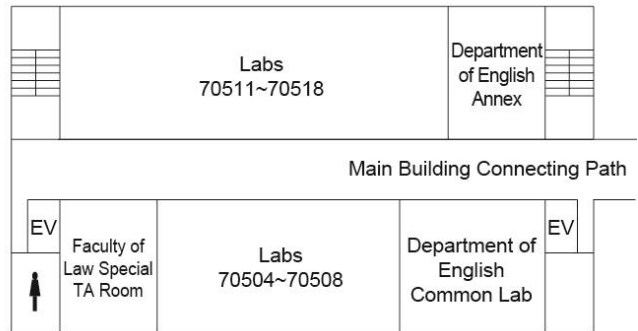 Labs
70511~70518
Department
of English
Annex
Main Building Connecting Path
EV
Faculty of
Law Special
TA Room
Labs
70504~70508
Department of
English
Common Lab
EV